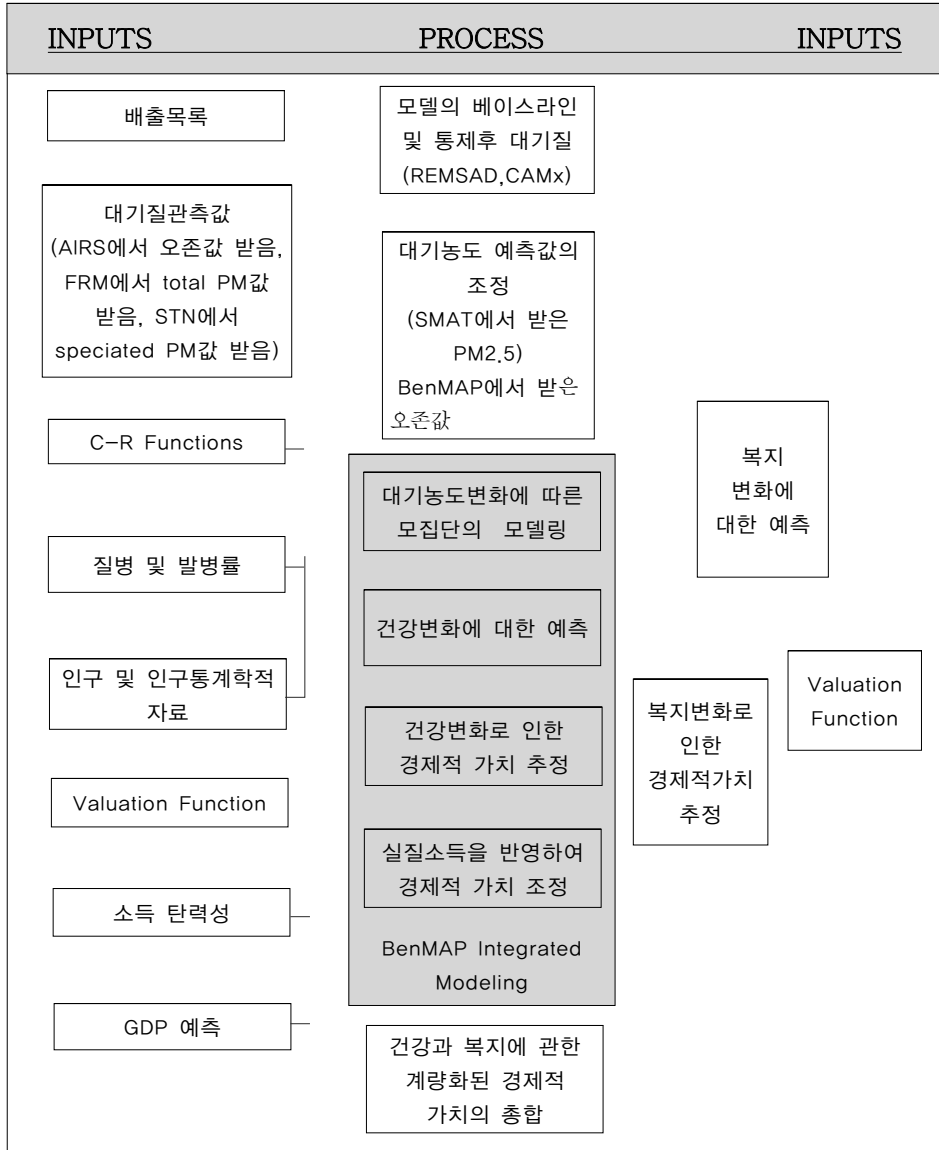 INPUTS PROCESS INPUTS
배출목록
대기질관측값
(AIRS에서 오존값 받음,
FRM에서 total PM값
받음, STN에서
speciated PM값 받음)
C-R Functions
질병 및 발병률
인구 및 인구통계학적
자료
Valuation Function
소득 탄력성
GDP 예측
모델의 베이스라인
및 통제후 대기질
(REMSAD,CAMx)
대기농도 예측값의
조정
(SMAT에서 받은
PM2.5)
BenMAP에서 받은
오존값
대기농도변화에 따른
모집단의 모델링
건강변화에 대한 예측
건강변화로 인한
경제적 가치 추정
실질소득을 반영하여
경제적 가치 조정
BenMAP Integrated
Modeling
건강과 복지에 관한
계량화된 경제적
가치의 총합
복지
변화에
대한 예측
복지변화로
인한
경제적가치
추정
Valuation
Function